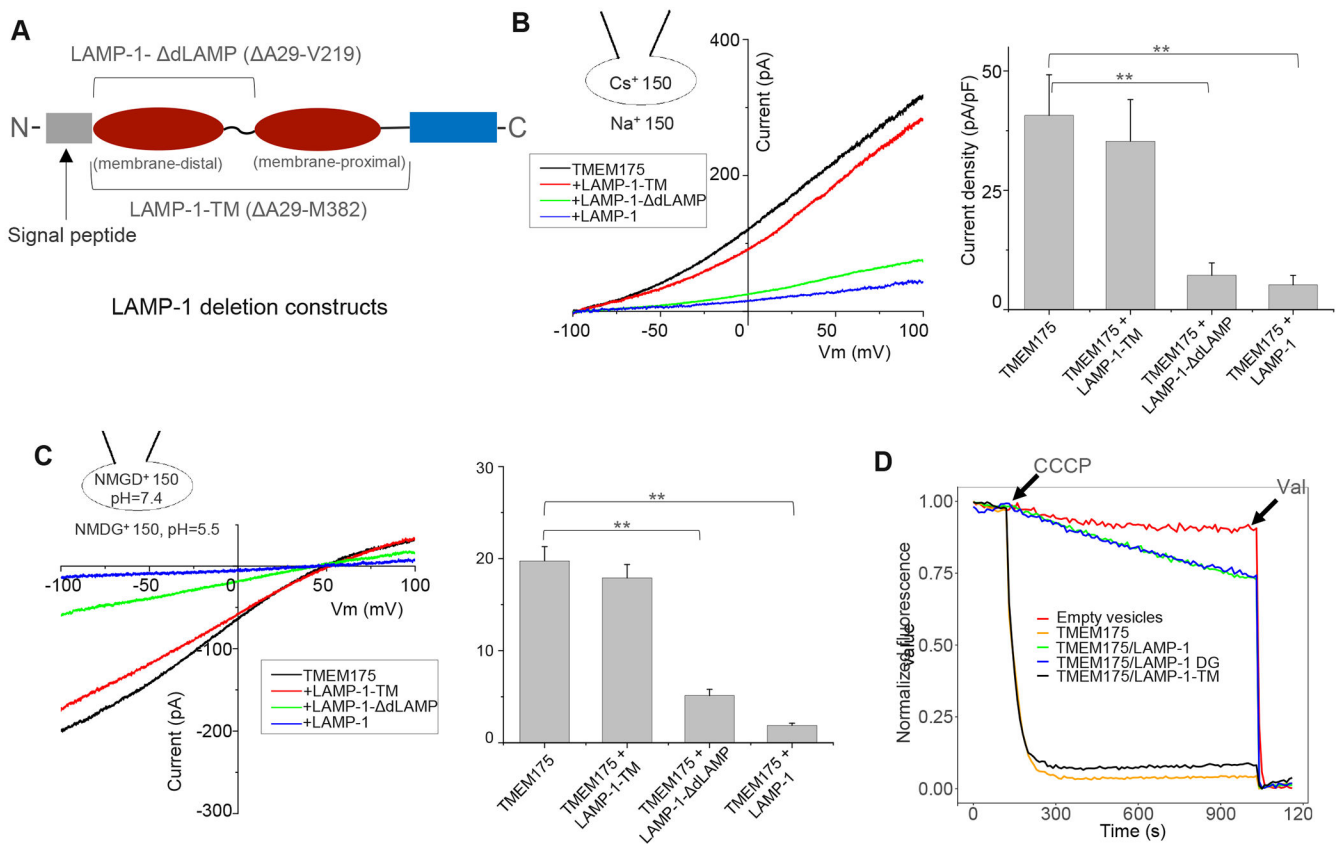 A
LAMP-1- ΔdLAMP (ΔA29-V219)
N-
-C
(membrane-distal)
(membrane-proximal)
LAMP-1-TM (ΔA29-M382)
Signal peptide
LAMP-1 deletion constructs
B
Cs+ 150
Na+ 150
TMEM175
+LAMP-1-TM
+LAMP-1-ΔdLAMP
+LAMP-1
Current (pA)
400
200
-100
-50
0
50
100
Vm (mV)
Current density (pA/pF)
50
25
0
**
**
TMEM175
TMEM175 +
LAMP-1-TM
TMEM175 +
LAMP-1-ΔdLAMP
TMEM175 +
LAMP-1
C
NMGD+ 150
pH=7.4
NMDG+ 150, pH=5.5
-100
-50
0
50
100
Vm (mV)
-100
-200
-300
Current (pA)
TMEM175
+LAMP-1-TM
+LAMP-1-ΔdLAMP
+LAMP-1
30
20
10
5
0
**
**
TMEM175
TMEM175 +
LAMP-1-TM
TMEM175 +
LAMP-1-ΔdLAMP
TMEM175 +
LAMP-1
D
CCCP
Val
Normalized fluorescence
value
1.00
0.75
0.50
0.25
0.00
Empty vesicles
TMEM175
TMEM175/LAMP-1
TMEM175/LAMP-1 DG
TMEM175/LAMP-1-TM
0
300
600
900
120
Time (s)